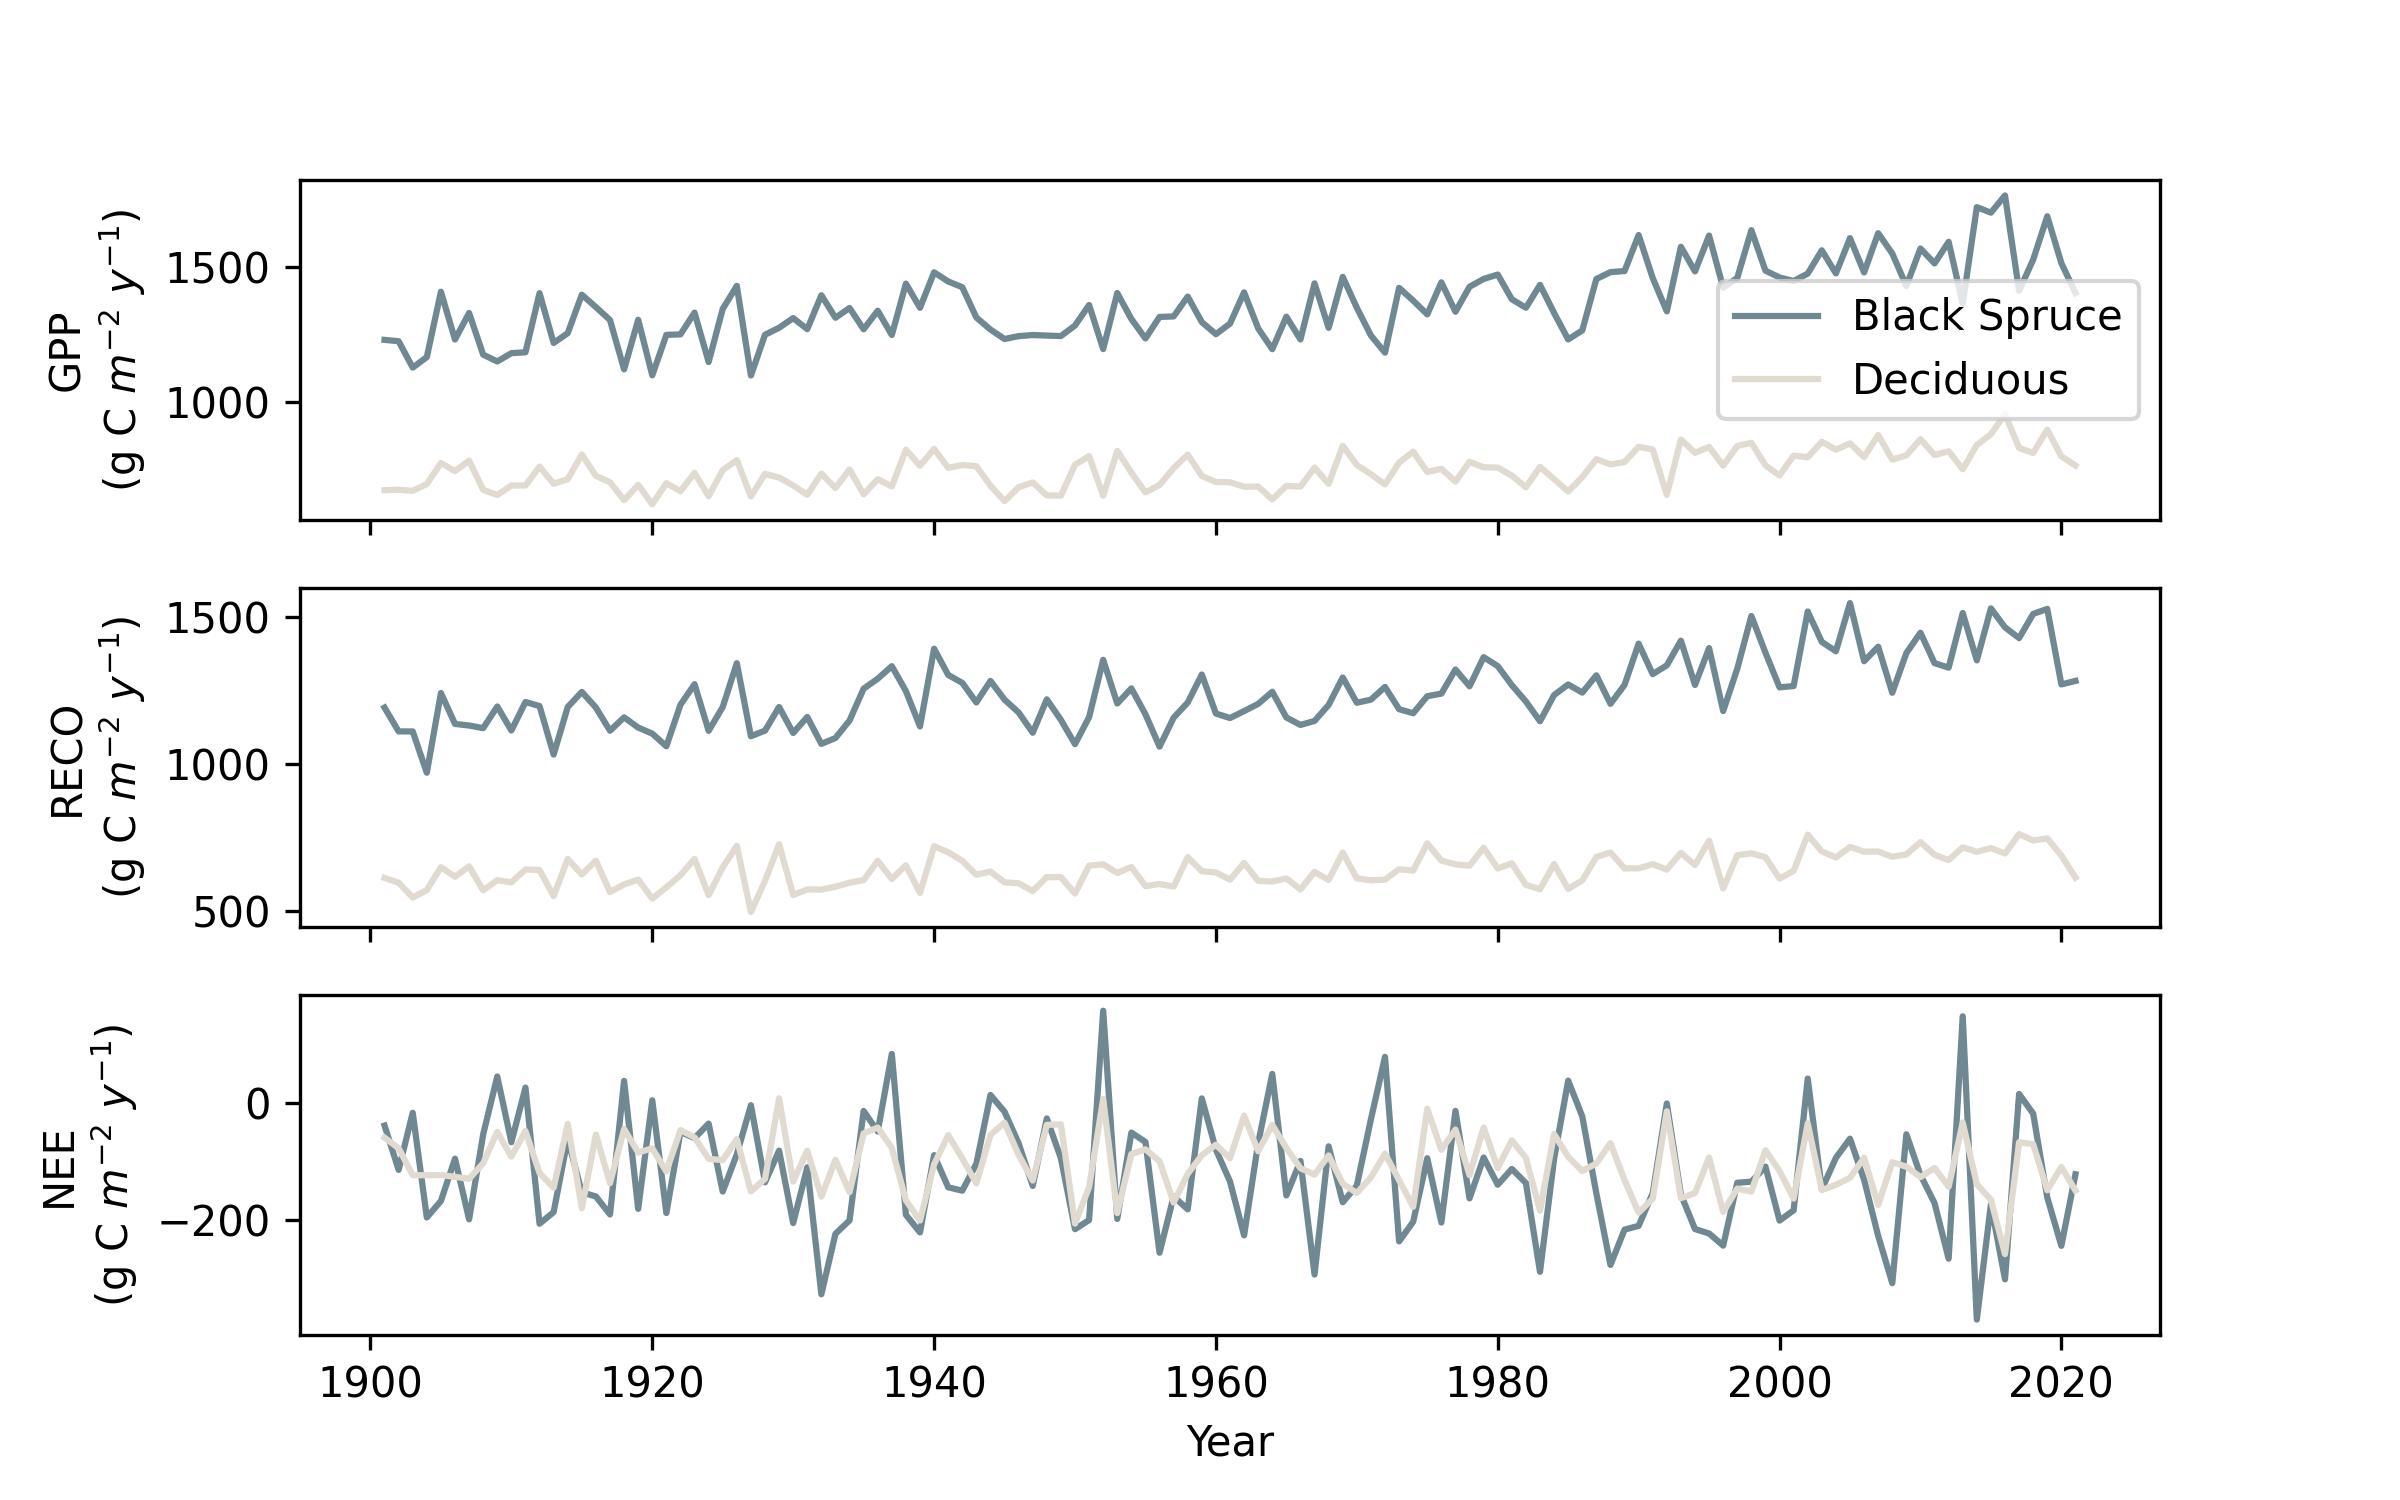 GPP
(g C m⁻² y⁻¹)
1500
1000
Black Spruce
Deciduous
RECO
(g C m⁻² y⁻¹)
1500
1000
500
NEE
(g C m⁻² y⁻¹)
0
−200
1900 1920 1940 1960 1980 2000 2020
Year